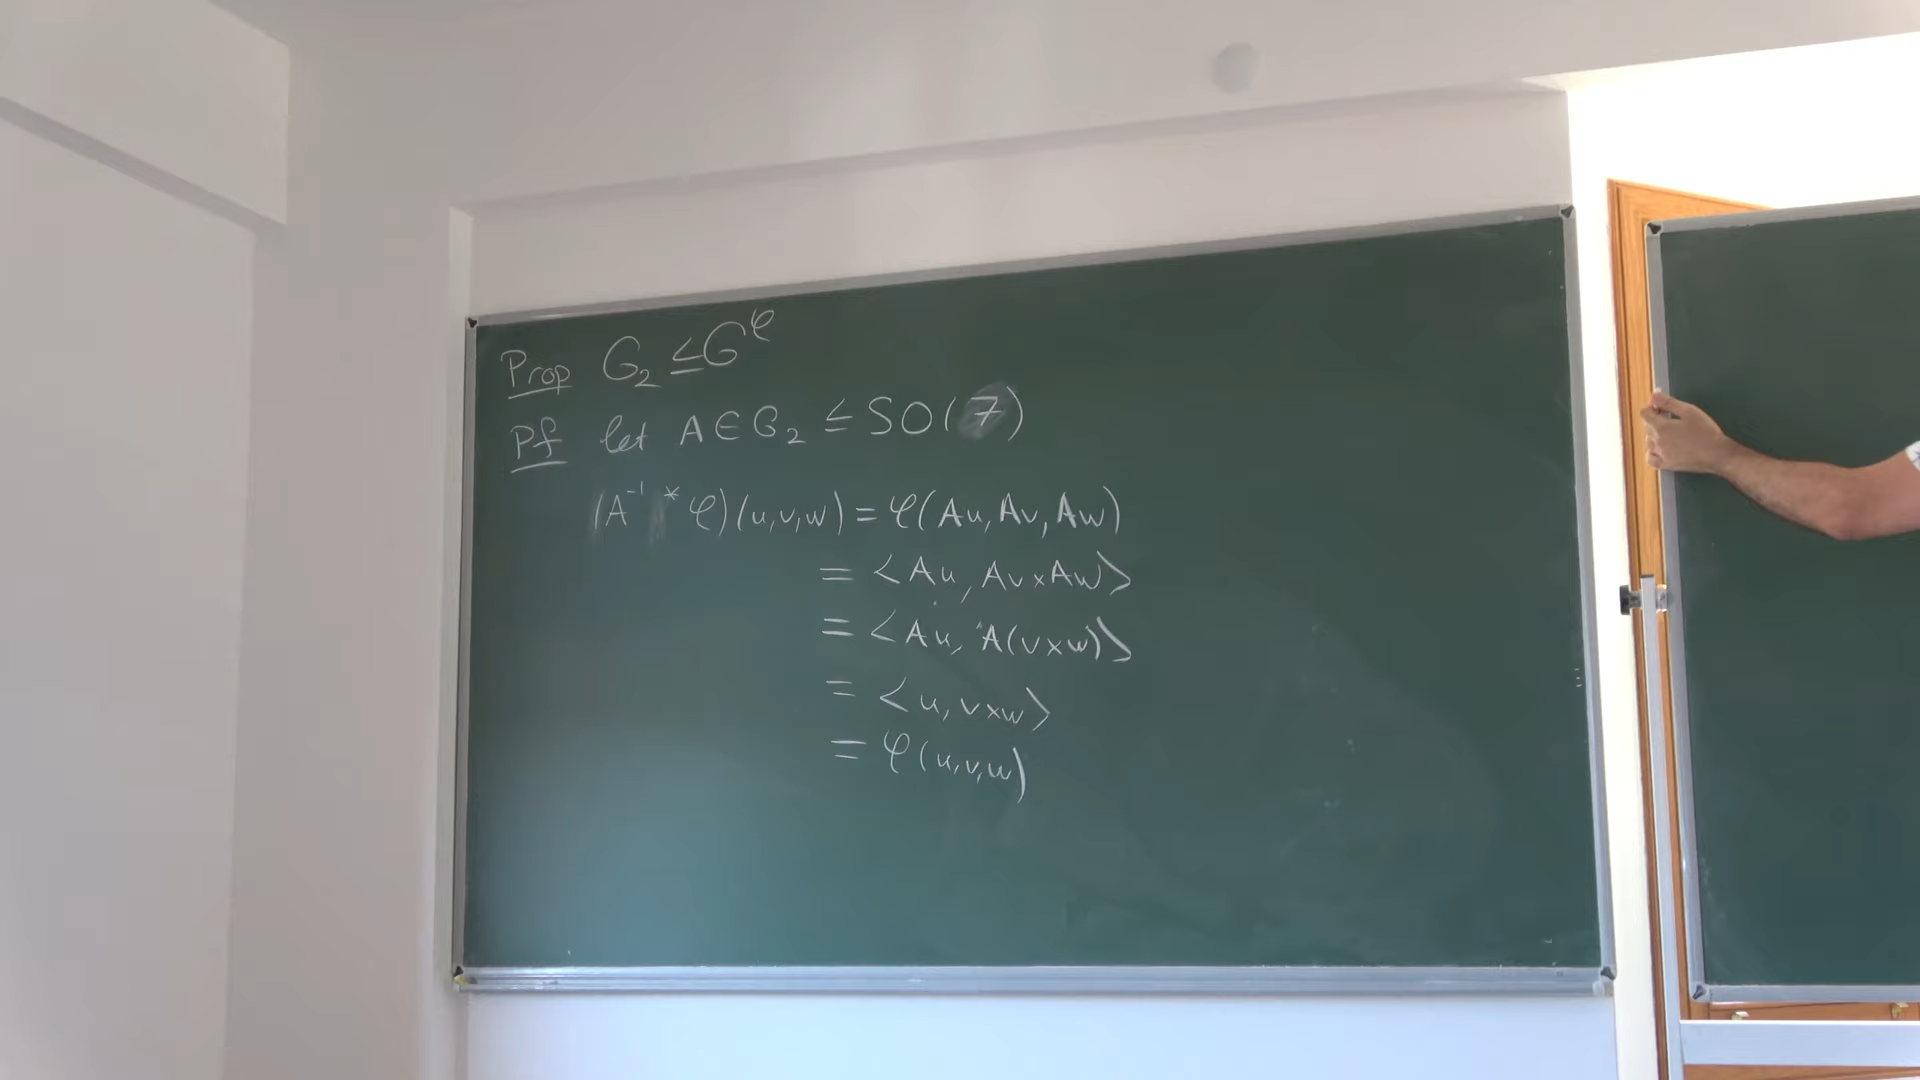 Prop G₂ ≤ G^φ
Pf let A ∈ G₂ ≤ SO(7)
(A⁻¹ * φ)(u,v,w) = φ(Au, Av, Aw)
= <Au, Av×Aw>
= <Au, A(v×w)>
= <u, v×w>
= φ(u,v,w)